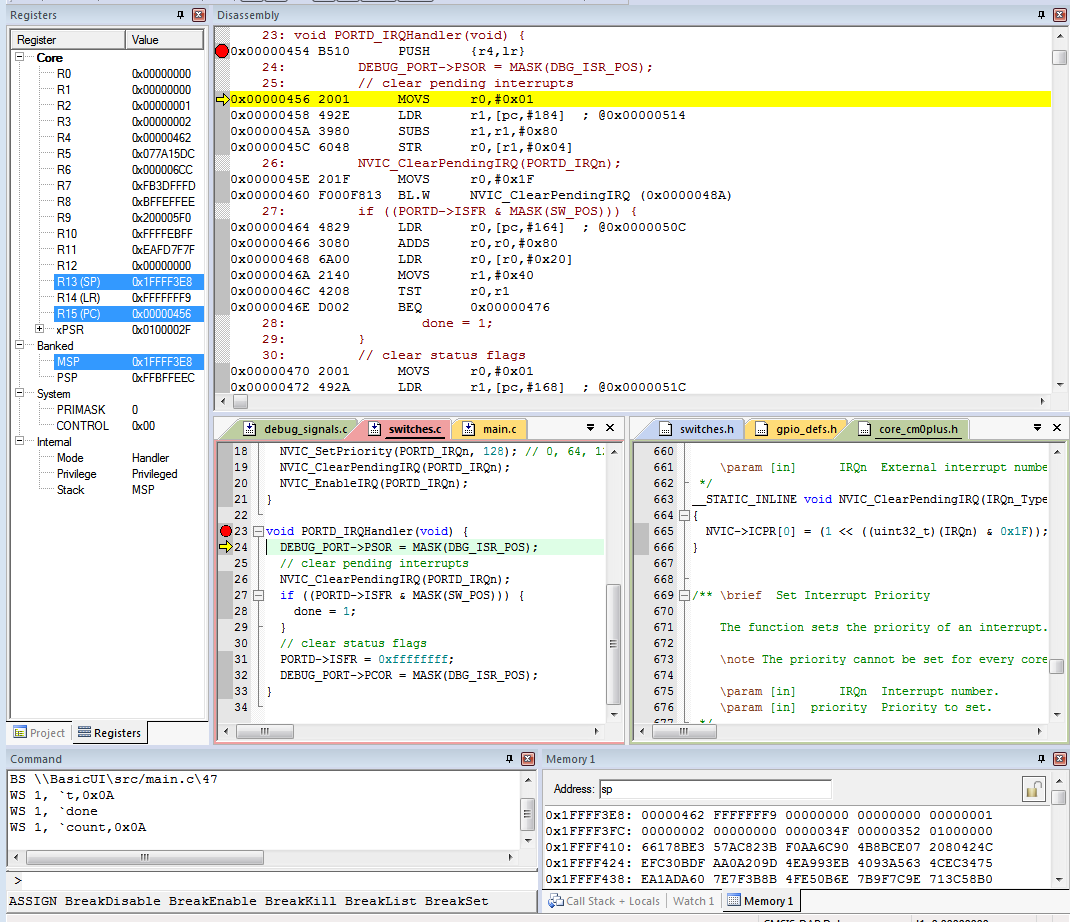 Registers
Register Value
Core
R0 0x00000000
R1 0x00000000
R2 0x00000001
R3 0x00000002
R4 0x00000462
R5 0x077A15DC
R6 0x000006CC
R7 0xFB3DFFFD
R8 0xBFFEFFEE
R9 0x200005F0
R10 0xFFFFEBFF
R11 0xEAFD7F7F
R12 0x00000000
R13 (SP) 0x1FFFF3E8
R14 (LR) 0xFFFFFFF9
R15 (PC) 0x00000456
xPSR 0x0100002F
Banked
MSP 0x1FFFF3E8
PSP 0xFFBFFEEC
System
PRIMASK 0
CONTROL 0x00
Internal
Mode Handler
Privilege Privileged
Stack MSP
Project Registers
Disassembly
23: void PORTD_IRQHandler(void) {
0x00000454 B510 PUSH {r4,lr}
24: DEBUG_PORT->PSOR = MASK(DBG_ISR_POS);
25: // clear pending interrupts
0x00000456 2001 MOVS r0,#0x01
0x00000458 492E LDR r1,[pc,#184] ; @0x00000514
0x0000045A 3980 SUBS r1,r1,#0x80
0x0000045C 6048 STR r0,[r1,#0x04]
26: NVIC_ClearPendingIRQ(PORTD_IRQn);
0x0000045E 201F MOVS r0,#0x1F
0x00000460 F000F813 BL.W NVIC_ClearPendingIRQ (0x0000048A)
27: if ((PORTD->ISFR & MASK(SW_POS))) {
0x00000464 4829 LDR r0,[pc,#164] ; @0x0000050C
0x00000466 3080 ADDS r0,r0,#0x80
0x00000468 6A00 LDR r0,[r0,#0x20]
0x0000046A 2140 MOVS r1,#0x40
0x0000046C 4208 TST r0,r1
0x0000046E D002 BEQ 0x00000476
28: done = 1;
29: }
30: // clear status flags
0x00000470 2001 MOVS r0,#0x01
0x00000472 492A LDR r1,[pc,#168] ; @0x0000051C
debug_signals.c switches.c main.c
18 NVIC_SetPriority(PORTD_IRQn, 128); // 0, 64, 12
19 NVIC_ClearPendingIRQ(PORTD_IRQn);
20 NVIC_EnableIRQ(PORTD_IRQn);
21 }
22
23 void PORTD_IRQHandler(void) {
24 DEBUG_PORT->PSOR = MASK(DBG_ISR_POS);
25 // clear pending interrupts
26 NVIC_ClearPendingIRQ(PORTD_IRQn);
27 if ((PORTD->ISFR & MASK(SW_POS))) {
28 done = 1;
29 }
30 // clear status flags
31 PORTD->ISFR = 0xffffffff;
32 DEBUG_PORT->PCOR = MASK(DBG_ISR_POS);
33 }
34
switches.h gpio_defs.h core_cm0plus.h
660
661 \param [in] IRQn External interrupt numbe
662 */
663 __STATIC_INLINE void NVIC_ClearPendingIRQ(IRQn_Type
664 {
665 NVIC->ICPR[0] = (1 << ((uint32_t)(IRQn) & 0x1F));
666 }
667
668
669 /** \brief Set Interrupt Priority
670
671 The function sets the priority of an interrupt.
672
673 \note The priority cannot be set for every core
674
675 \param [in] IRQn Interrupt number.
676 \param [in] priority Priority to set.
677 */
Command
BS \\BasicUI\src/main.c\47
WS 1, `t,0x0A
WS 1, `done
WS 1, `count,0x0A
>
ASSIGN BreakDisable BreakEnable BreakKill BreakList BreakSet
Memory 1
Address: sp
0x1FFFF3E8: 00000462 FFFFFFF9 00000000 00000000 00000001
0x1FFFF3FC: 00000002 00000000 0000034F 00000352 01000000
0x1FFFF410: 66178BE3 57AC823B F0AA6C90 4B8BCE07 2080424C
0x1FFFF424: EFC30BDF AA0A209D 4EA993EB 4093A563 4CEC3475
0x1FFFF438: EA1ADA60 7E7F3B8B 4FE50B6E 7B9F7C9E 713C58B0
Call Stack + Locals Watch 1 Memory 1